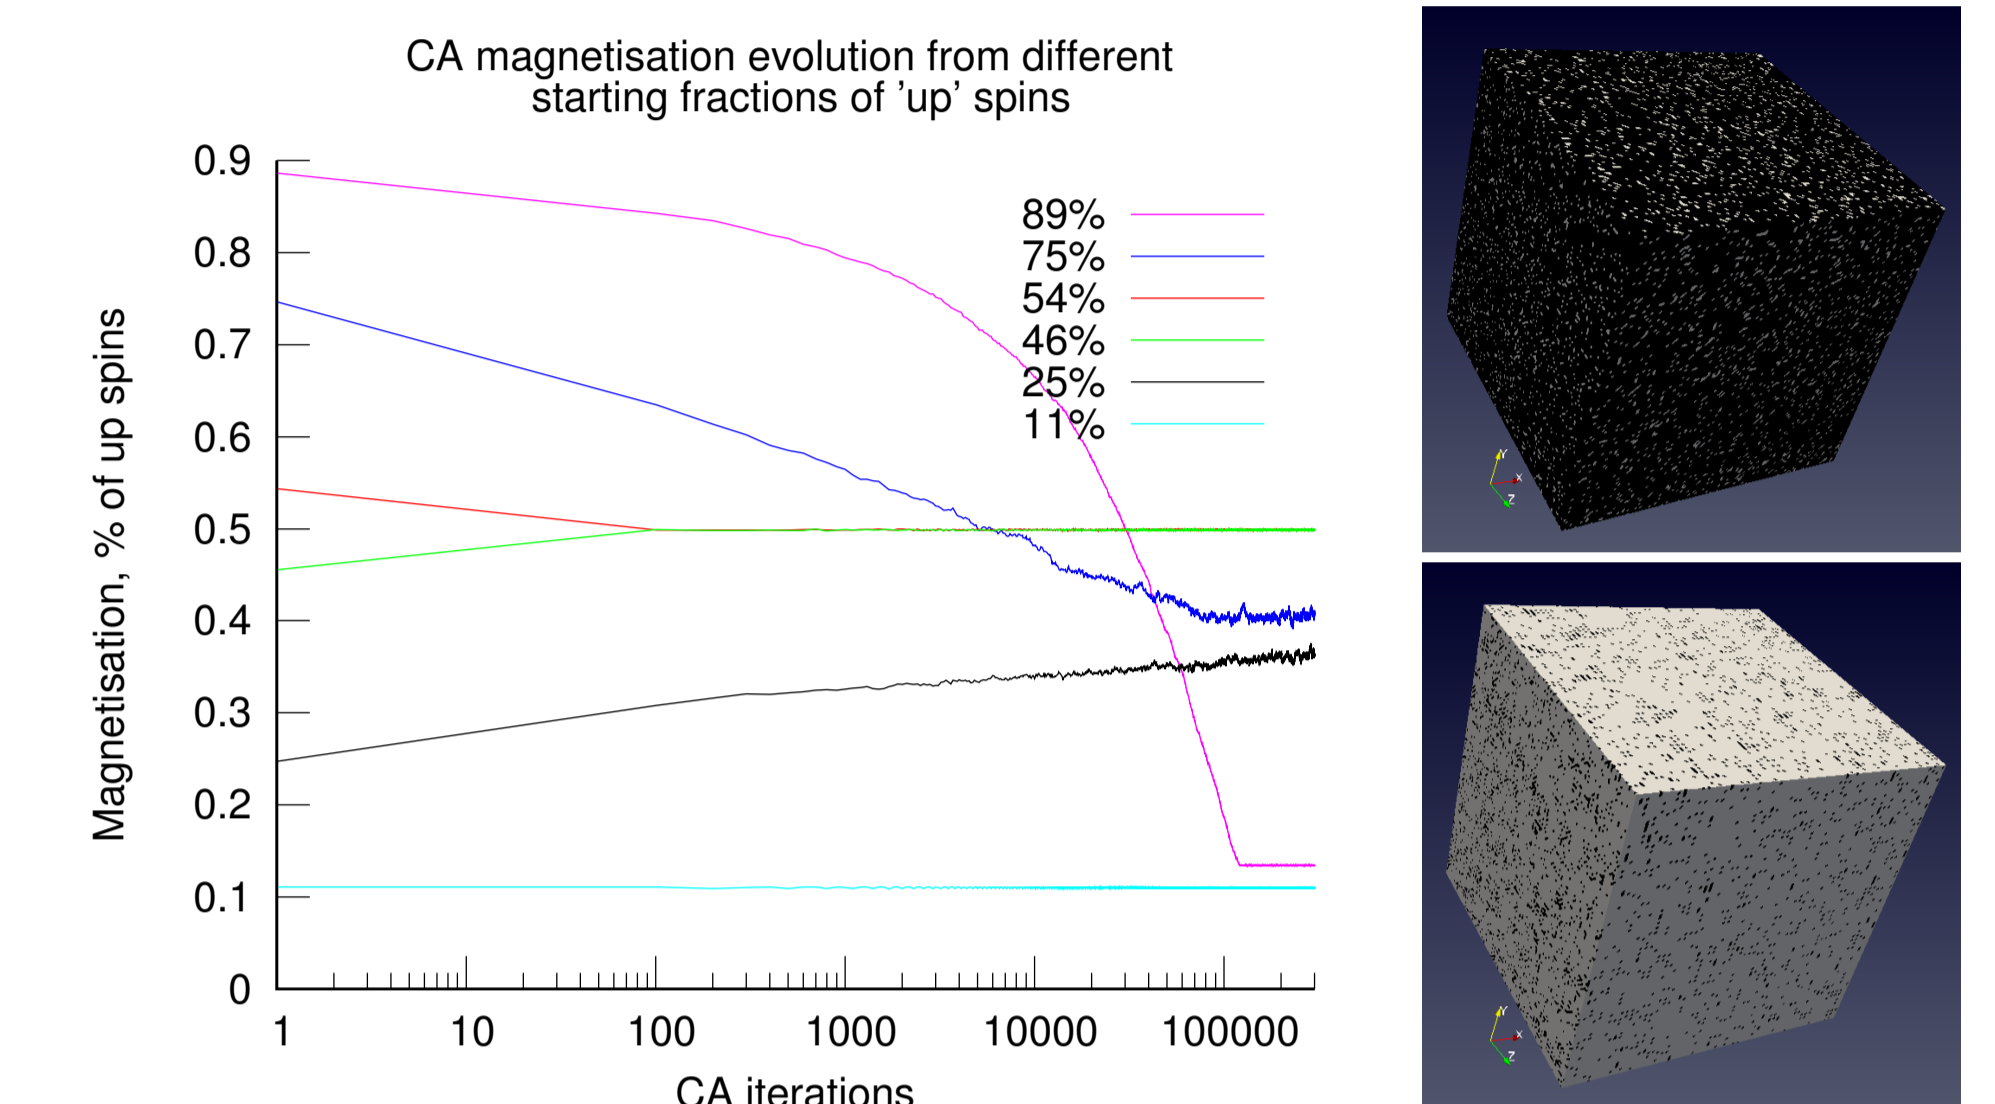 CA magnetisation evolution from different
starting fractions of 'up' spins
Magnetisation, % of up spins
0.9
0.8
0.7
0.6
0.5
0.4
0.3
0.2
0.1
0
89%
75%
54%
46%
25%
11%
1 10 100 1000 10000 100000
CA iterations
Y
X
Z
Y
X
Z